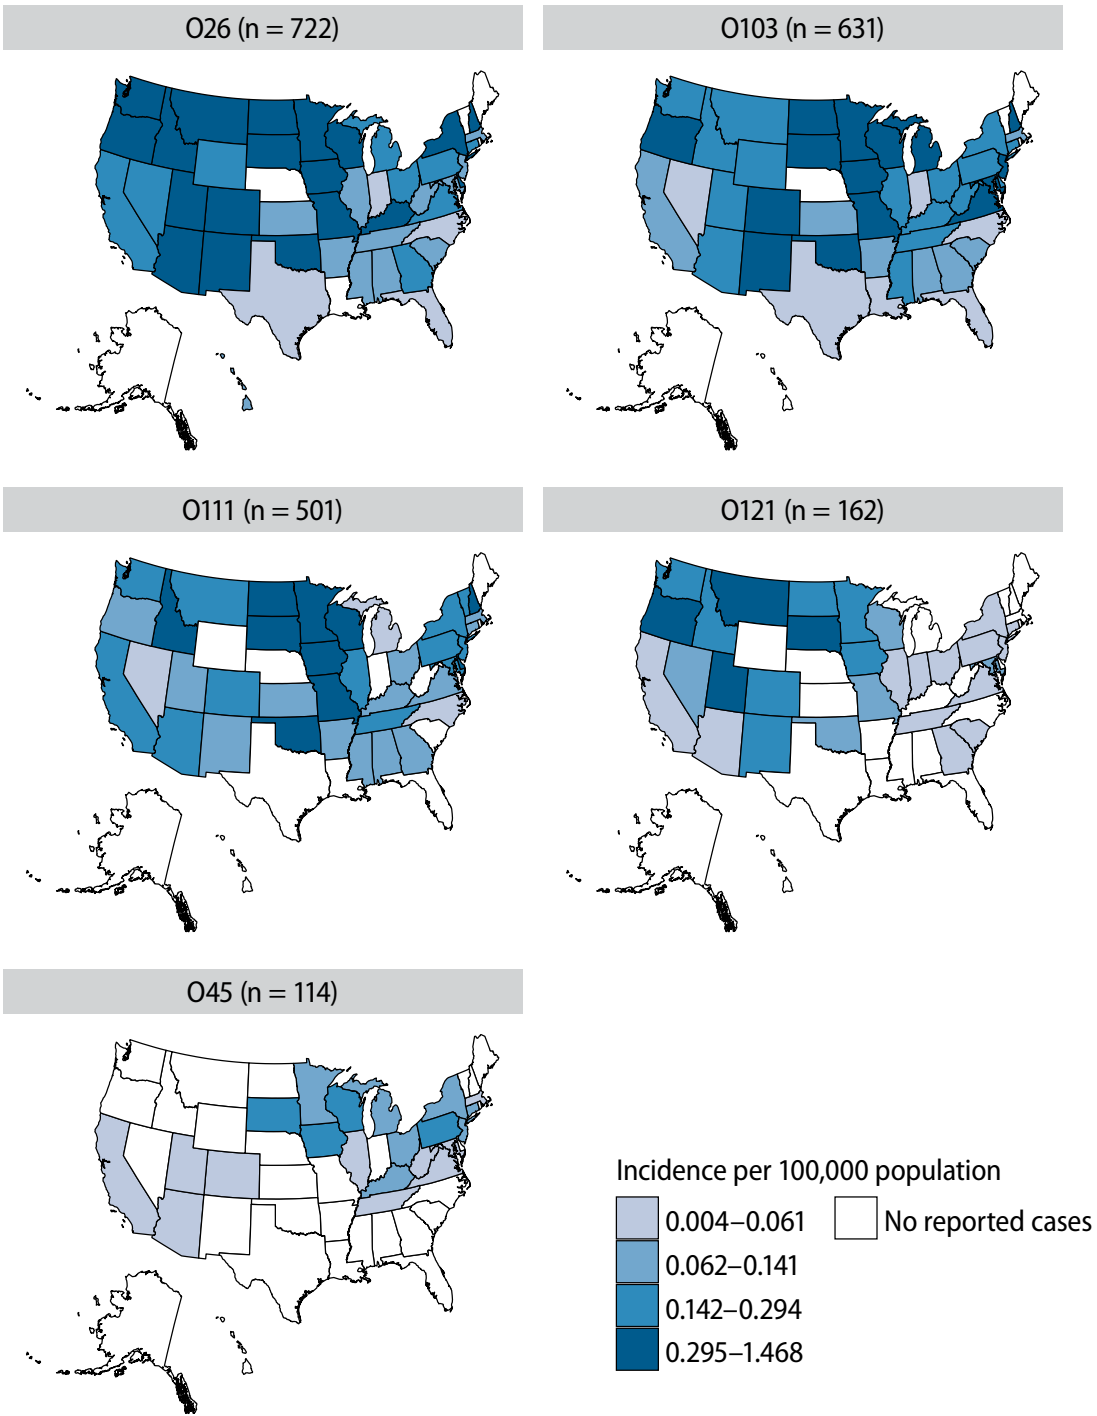 O26 (n = 722)
O103 (n = 631)
O111 (n = 501)
O121 (n = 162)
O45 (n = 114)
Incidence per 100,000 population
0.004–0.061
No reported cases
0.062–0.141
0.142–0.294
0.295–1.468